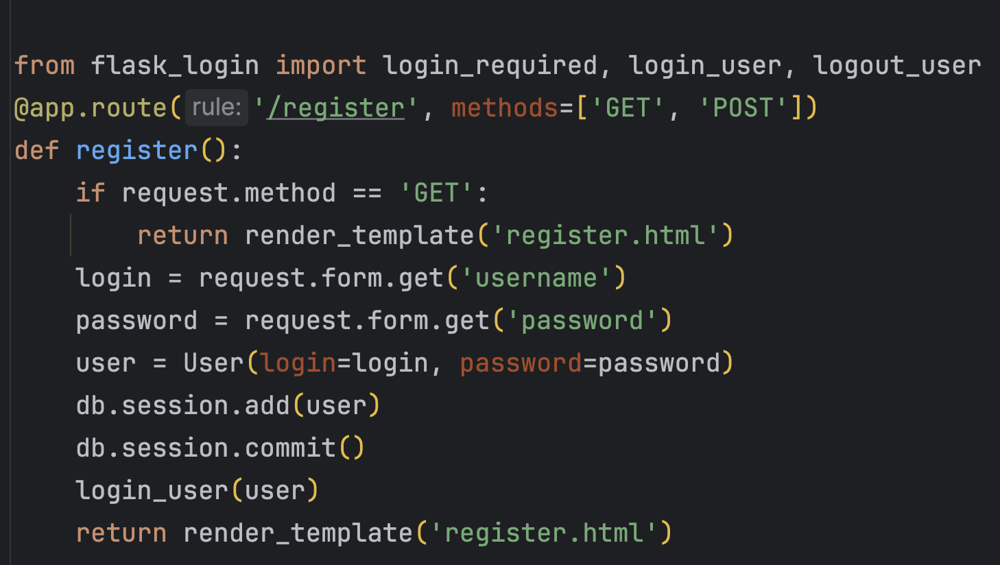 from flask_login import login_required, login_user, logout_user
@app.route( rule: '/register', methods=['GET', 'POST'])
def register():
    if request.method == 'GET':
        return render_template('register.html')
    login = request.form.get('username')
    password = request.form.get('password')
    user = User(login=login, password=password)
    db.session.add(user)
    db.session.commit()
    login_user(user)
    return render_template('register.html')